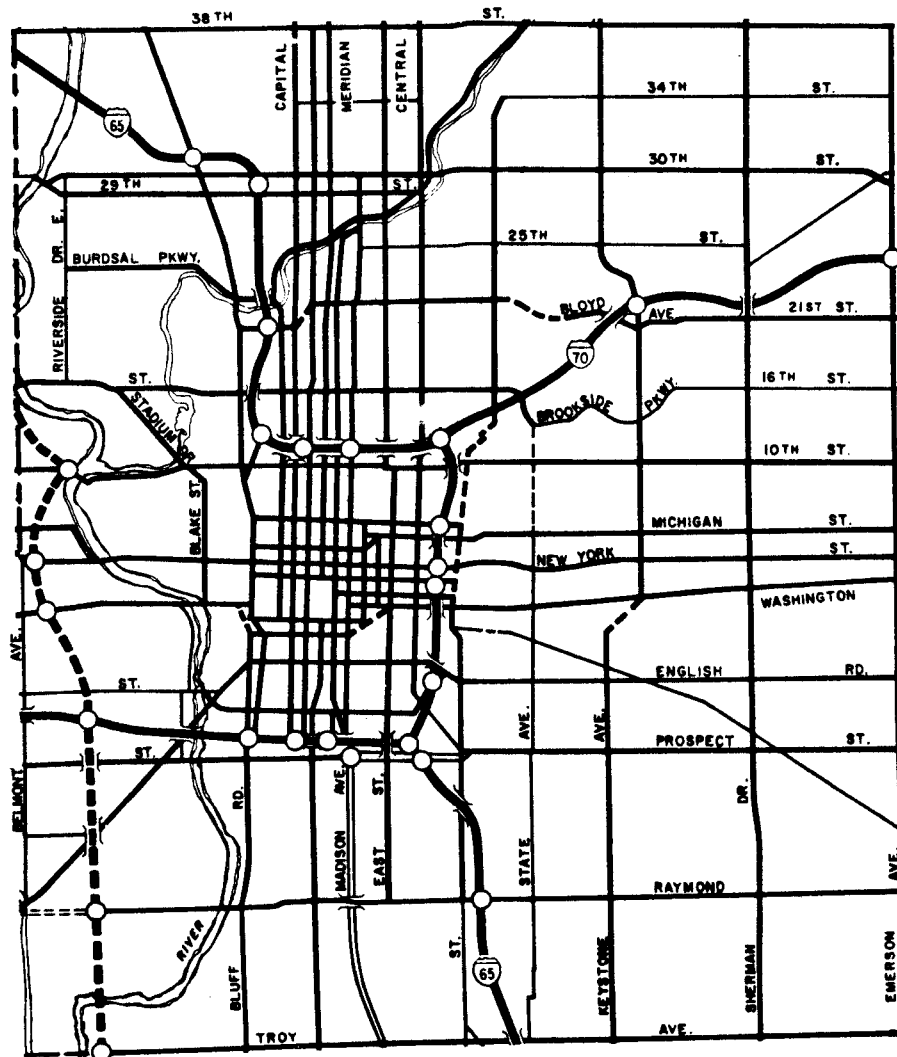 38TH ST.
CAPITAL
MERIDIAN
CENTRAL
65
34TH ST.
30TH ST.
29TH ST.
RIVERSIDE DR. E.
25TH ST.
BURDSAL PKWY.
BLOYD AVE.
21ST ST.
70
ST.
STADIUM DR.
16TH ST.
BROOKSIDE PKWY.
10TH ST.
BLAKE ST.
MICHIGAN ST.
NEW YORK ST.
WASHINGTON
ST.
ENGLISH RD.
PROSPECT ST.
ST.
BELMONT AVE.
BLUFF RD.
MADISON AVE.
EAST ST.
ST.
STATE AVE.
KEYSTONE AVE.
SHERMAN DR.
EMERSON AVE.
RAYMOND
RIVER
65
TROY AVE.